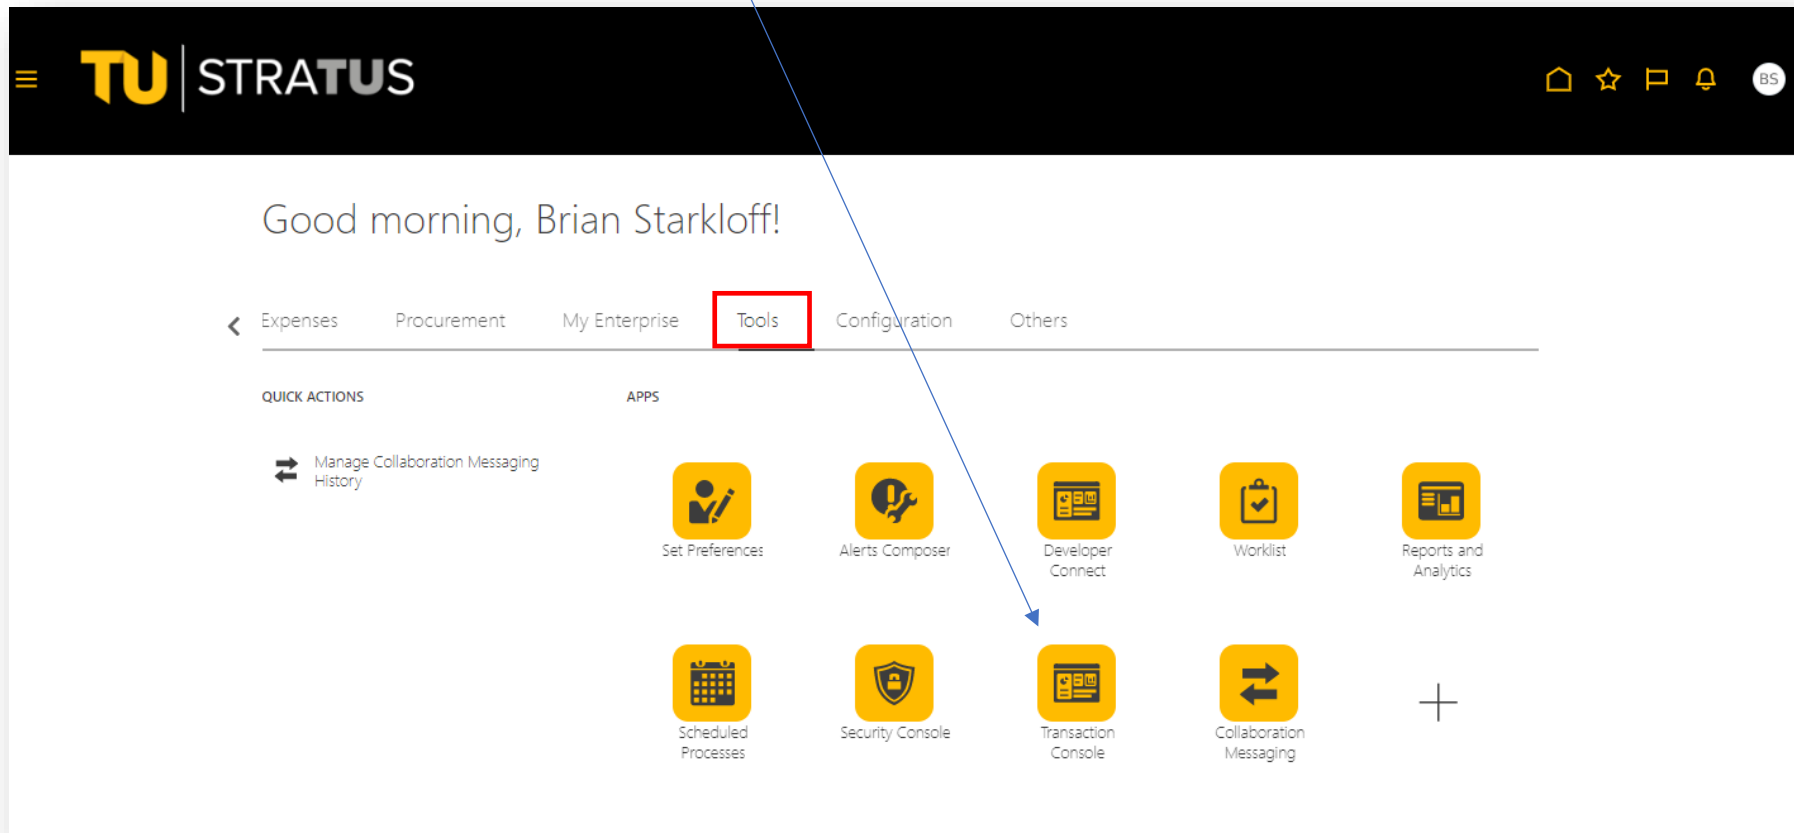 TU STRATUS
BS
Good morning, Brian Starkloff!
Expenses Procurement My Enterprise Tools Configuration Others
QUICK ACTIONS
Manage Collaboration Messaging
History
APPS
Set Preferences
Alerts Composer
Developer
Connect
Worklist
Reports and
Analytics
Scheduled
Processes
Security Console
Transaction
Console
Collaboration
Messaging